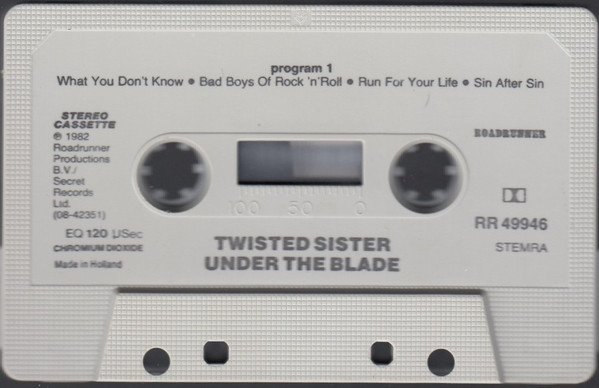 program 1
What You Don't Know • Bad Boys Of Rock 'n'Roll • Run For Your Life • Sin After Sin
STEREO
CASSETTE
℗ 1982
Roadrunner
Productions
B.V./
Secret
Records
Ltd.
(08-42351)
EQ 120 µSec
CHROMIUM DIOXIDE
Made in Holland
ROADRUNNER
RR 49946
STEMRA
100 50 0
TWISTED SISTER
UNDER THE BLADE